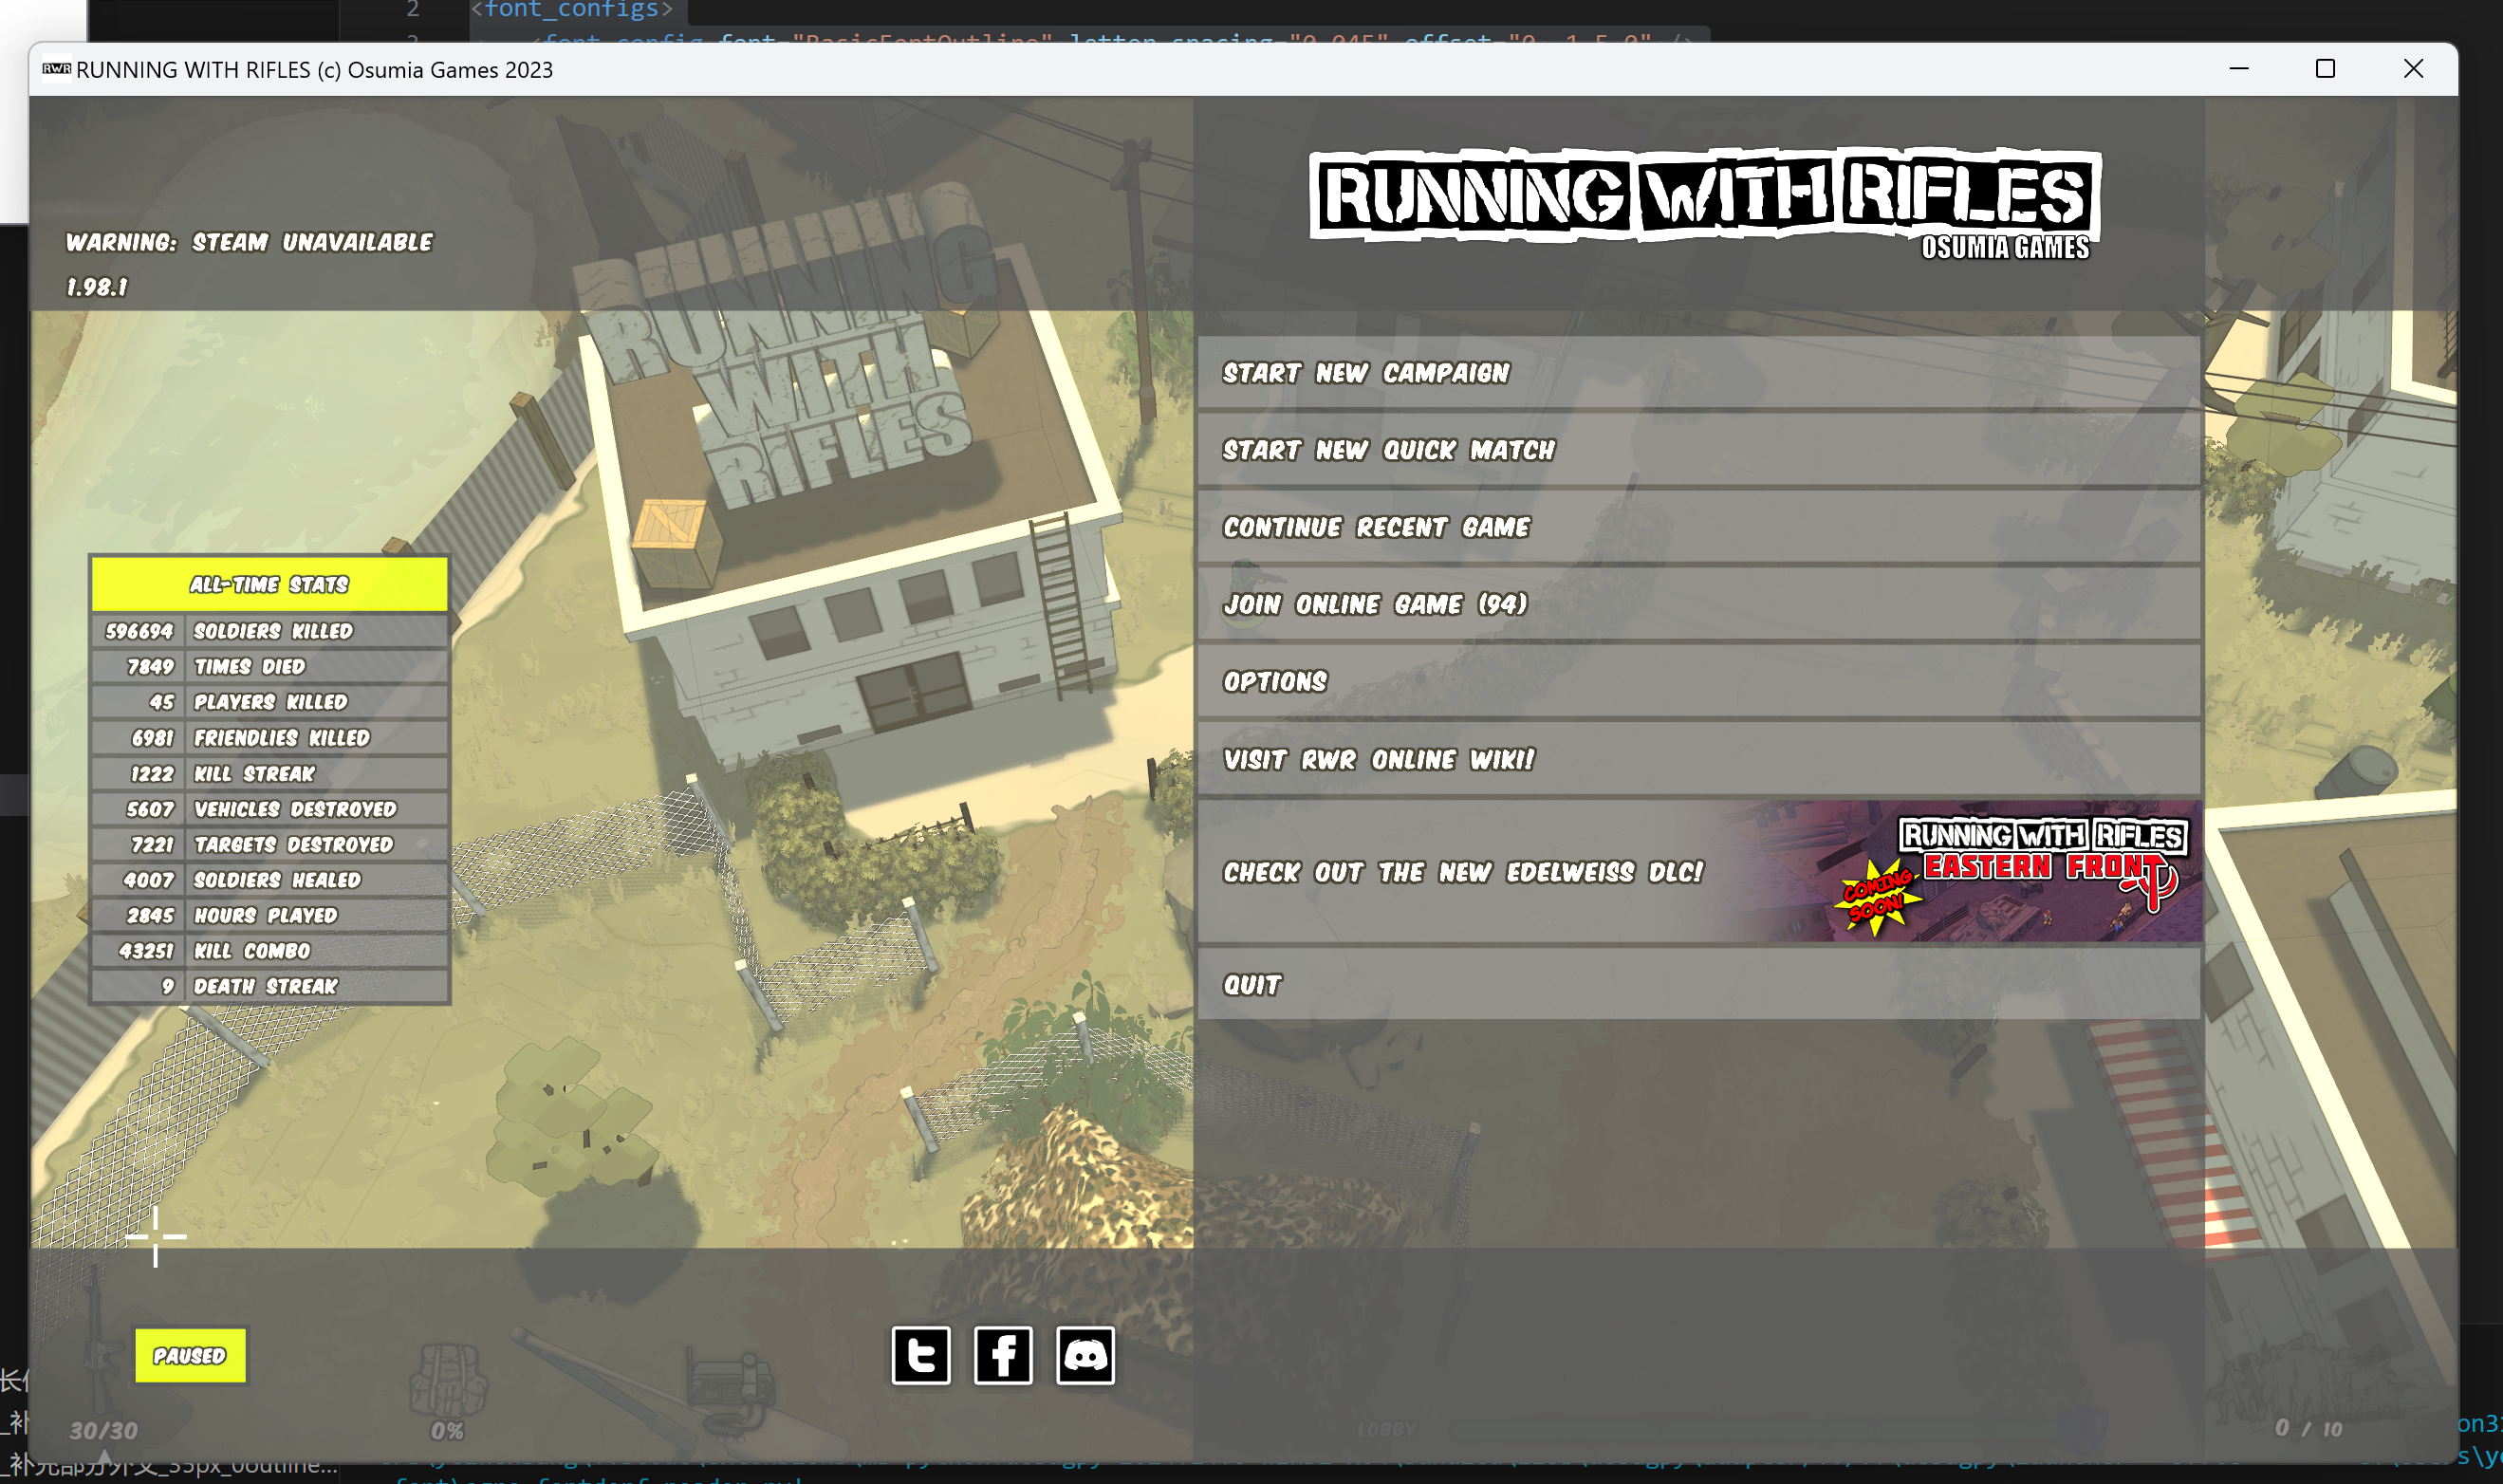 2 <font_configs>
RWR RUNNING WITH RIFLES (c) Osumia Games 2023
WARNING: STEAM UNAVAILABLE
1.98.1
RUNNING WITH RIFLES
OSUMIA GAMES
RUNNING
WITH
RIFLES
START NEW CAMPAIGN
START NEW QUICK MATCH
CONTINUE RECENT GAME
JOIN ONLINE GAME (94)
OPTIONS
VISIT RWR ONLINE WIKI!
CHECK OUT THE NEW EDELWEISS DLC!
RUNNING WITH RIFLES
EASTERN FRONT
COMING
SOON!
QUIT
ALL-TIME STATS
596694 SOLDIERS KILLED
7849 TIMES DIED
45 PLAYERS KILLED
6981 FRIENDLIES KILLED
1222 KILL STREAK
5607 VEHICLES DESTROYED
7221 TARGETS DESTROYED
4007 SOLDIERS HEALED
2845 HOURS PLAYED
43251 KILL COMBO
9 DEATH STREAK
PAUSED
30/30
0%
LOBBY
0 / 10